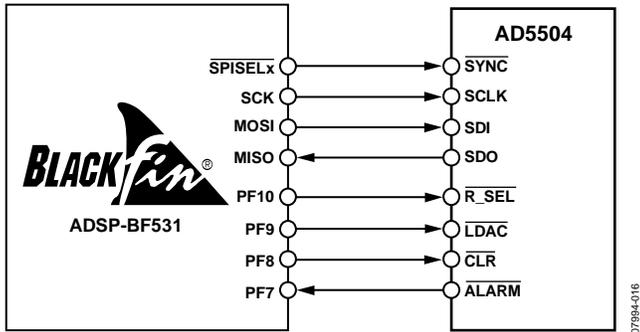 AD5504
SPISELx SYNC
SCK SCLK
MOSI SDI
MISO SDO
BLACKfin®
PF10 R_SEL
ADSP-BF531
PF9 LDAC
PF8 CLR
PF7 ALARM
07994-016